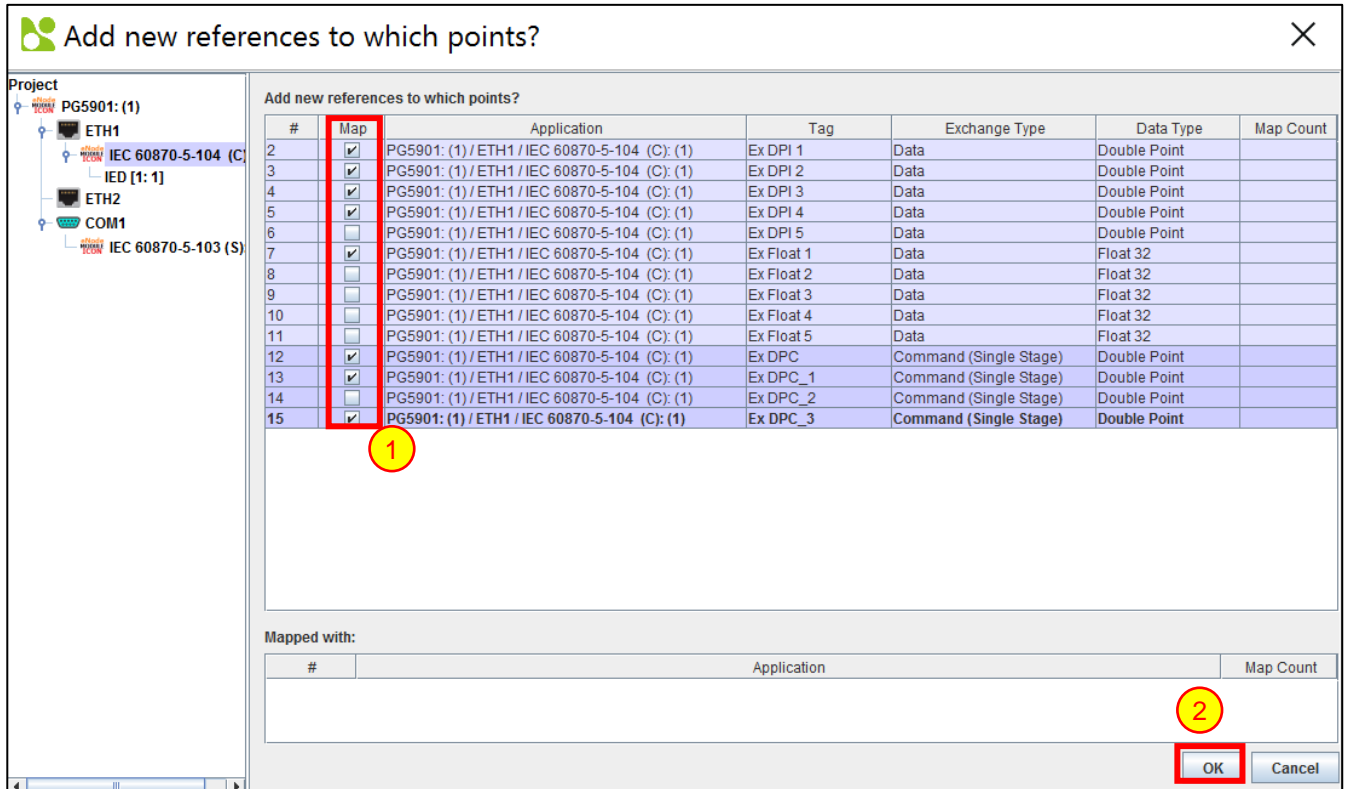 Add new references to which points?
Project
PG5901: (1)
ETH1
IEC 60870-5-104 (C)
IED [1: 1]
ETH2
COM1
IEC 60870-5-103 (S):
Add new references to which points?
# Map Application Tag Exchange Type Data Type Map Count
2 PG5901: (1) / ETH1 / IEC 60870-5-104 (C): (1) Ex DPI 1 Data Double Point
3 PG5901: (1) / ETH1 / IEC 60870-5-104 (C): (1) Ex DPI 2 Data Double Point
4 PG5901: (1) / ETH1 / IEC 60870-5-104 (C): (1) Ex DPI 3 Data Double Point
5 PG5901: (1) / ETH1 / IEC 60870-5-104 (C): (1) Ex DPI 4 Data Double Point
6 PG5901: (1) / ETH1 / IEC 60870-5-104 (C): (1) Ex DPI 5 Data Double Point
7 PG5901: (1) / ETH1 / IEC 60870-5-104 (C): (1) Ex Float 1 Data Float 32
8 PG5901: (1) / ETH1 / IEC 60870-5-104 (C): (1) Ex Float 2 Data Float 32
9 PG5901: (1) / ETH1 / IEC 60870-5-104 (C): (1) Ex Float 3 Data Float 32
10 PG5901: (1) / ETH1 / IEC 60870-5-104 (C): (1) Ex Float 4 Data Float 32
11 PG5901: (1) / ETH1 / IEC 60870-5-104 (C): (1) Ex Float 5 Data Float 32
12 PG5901: (1) / ETH1 / IEC 60870-5-104 (C): (1) Ex DPC Command (Single Stage) Double Point
13 PG5901: (1) / ETH1 / IEC 60870-5-104 (C): (1) Ex DPC_1 Command (Single Stage) Double Point
14 PG5901: (1) / ETH1 / IEC 60870-5-104 (C): (1) Ex DPC_2 Command (Single Stage) Double Point
15 PG5901: (1) / ETH1 / IEC 60870-5-104 (C): (1) Ex DPC_3 Command (Single Stage) Double Point
1
Mapped with:
# Application Map Count
2
OK Cancel